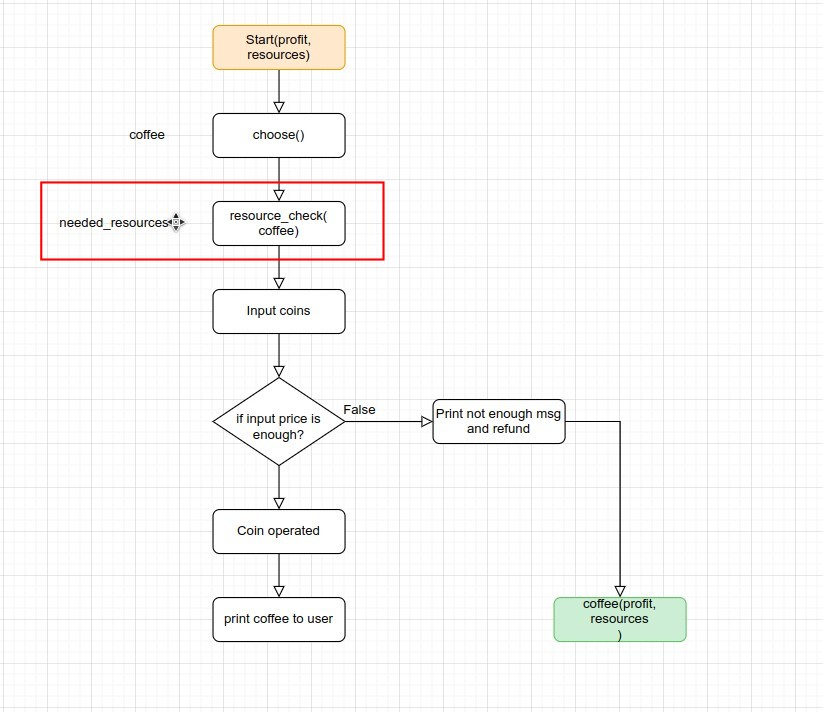 Start(profit,
resources)
coffee
choose()
needed_resources
resource_check(
coffee)
Input coins
if input price is
enough?
False
Print not enough msg
and refund
Coin operated
print coffee to user
coffee(profit,
resources
)